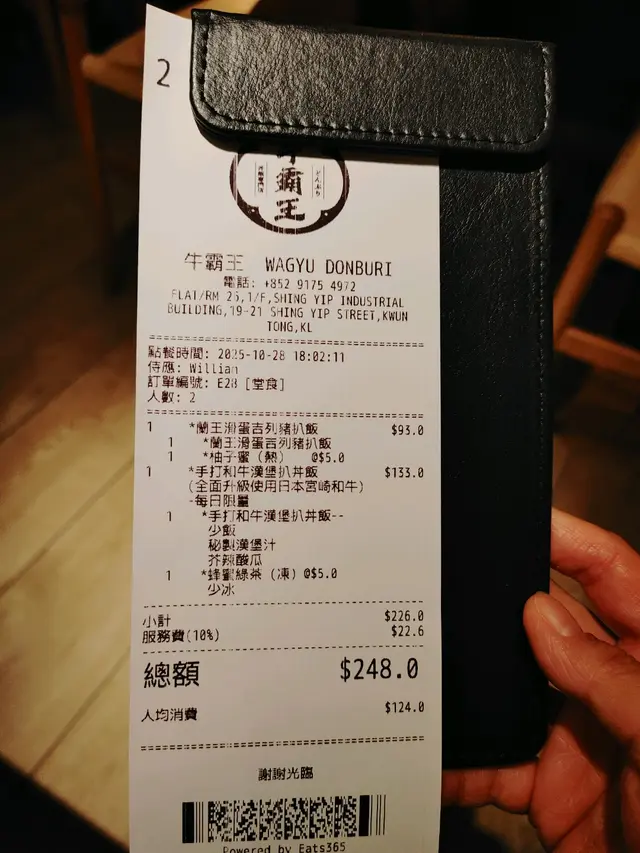 2
霸王
牛霸王 WAGYU DONBURI
電話: +852 9175 4972
FLAT/RM 26,1/F,SHING YIP INDUSTRIAL
BUILDING,19-21 SHING YIP STREET,KWUN
TONG,KL
點餐時間: 2025-10-28 18:02:11
侍應: William
訂單編號: E28 [堂食]
人數: 2
1 *蘭王滑蛋吉列豬扒飯 $93.0
1 *蘭王滑蛋吉列豬扒飯
1 *柚子蜜（熱） @$5.0
1 *手打和牛漢堡扒丼飯 $133.0
(全面升級使用日本宮崎和牛)
-每日限量
1 *手打和牛漢堡扒丼飯--
少飯
秘製漢堡汁
芥辣酸瓜
1 *蜂蜜綠茶（凍）@$5.0
少冰
小計 $226.0
服務費(10%) $22.6
總額 $248.0
人均消費 $124.0
謝謝光臨
Powered by Eats365